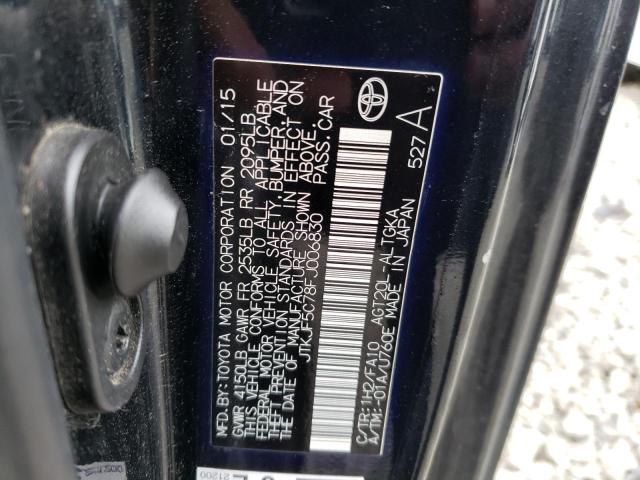 MFD. BY: TOYOTA MOTOR CORPORATION 01/15
GVWR 4150LB GAWR FR 2535LB RR 2095LB
THIS VEHICLE CONFORMS TO ALL APPLICABLE
FEDERAL MOTOR VEHICLE SAFETY, BUMPER AND
THEFT PREVENTION STANDARDS IN EFFECT ON
THE DATE OF MANUFACTURE SHOWN ABOVE.
JTKJF5C78FJ006830 PASS. CAR
C/TR: 1H2/FA10 AGT20L-ALTGKA
A/TM: -01A/U760E MADE IN JAPAN
527 A
21200